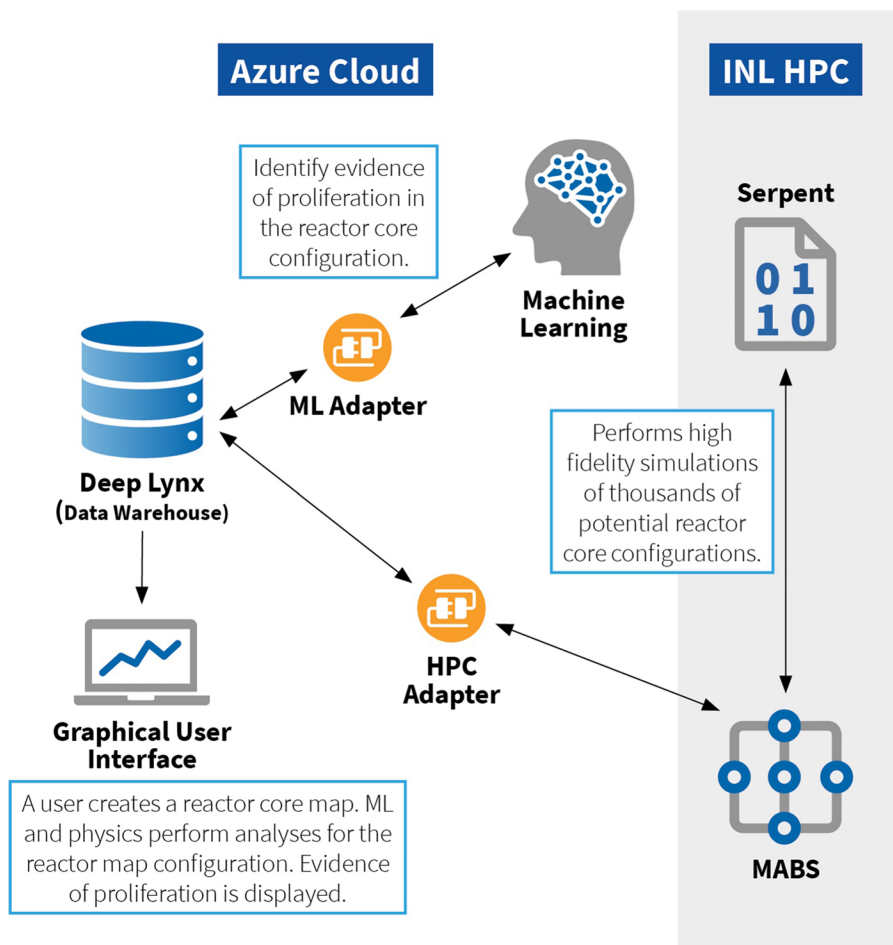 Azure Cloud
INL HPC
Identify evidence
of proliferation in
the reactor core
configuration.
Machine
Learning
Serpent
0 1
1 0
ML Adapter
Deep Lynx
(Data Warehouse)
Performs high
fidelity simulations
of thousands of
potential reactor
core configurations.
HPC
Adapter
Graphical User
Interface
A user creates a reactor core map. ML
and physics perform analyses for the
reactor map configuration. Evidence
of proliferation is displayed.
MABS